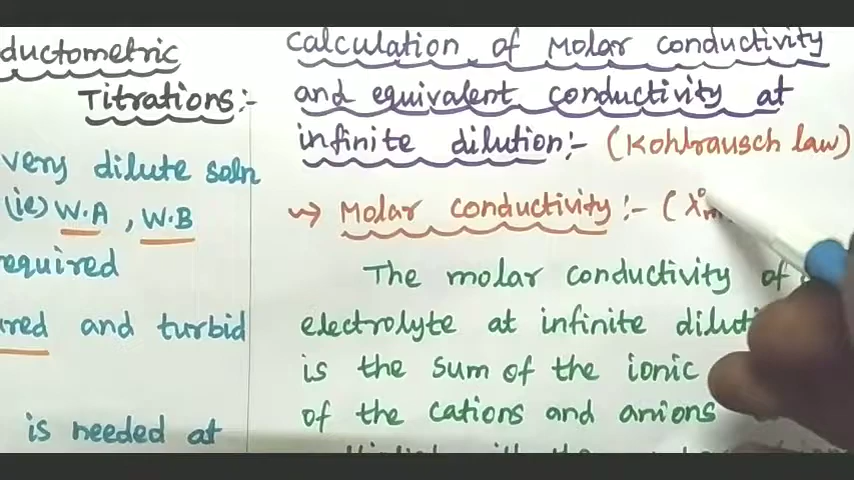 ductometric
Titrations:-
very dilute soln
(ie) W.A , W.B
required
red and turbid
is needed at
Calculation of Molar conductivity
and equivalent conductivity at
infinite dilution:- (Kohlrausch law)
→ Molar conductivity :- (λ°m
The molar conductivity of
electrolyte at infinite diluti
is the sum of the ionic
of the cations and anions